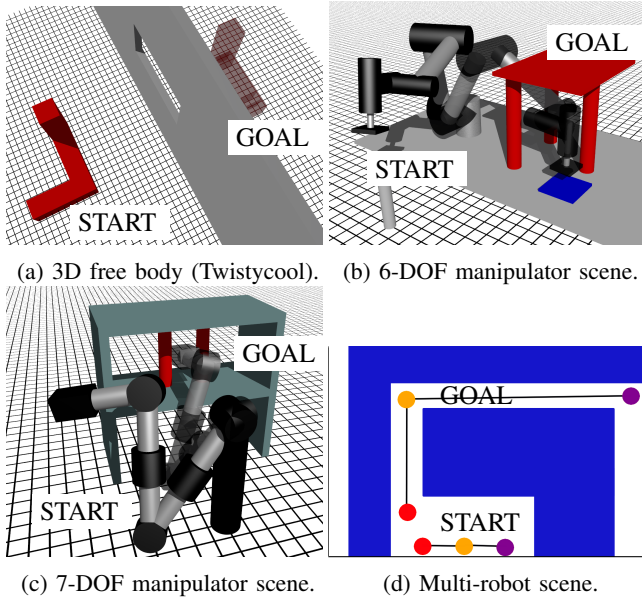 GOAL
START
(a) 3D free body (Twistycool).
GOAL
START
(b) 6-DOF manipulator scene.
GOAL
START
(c) 7-DOF manipulator scene.
GOAL
START
(d) Multi-robot scene.